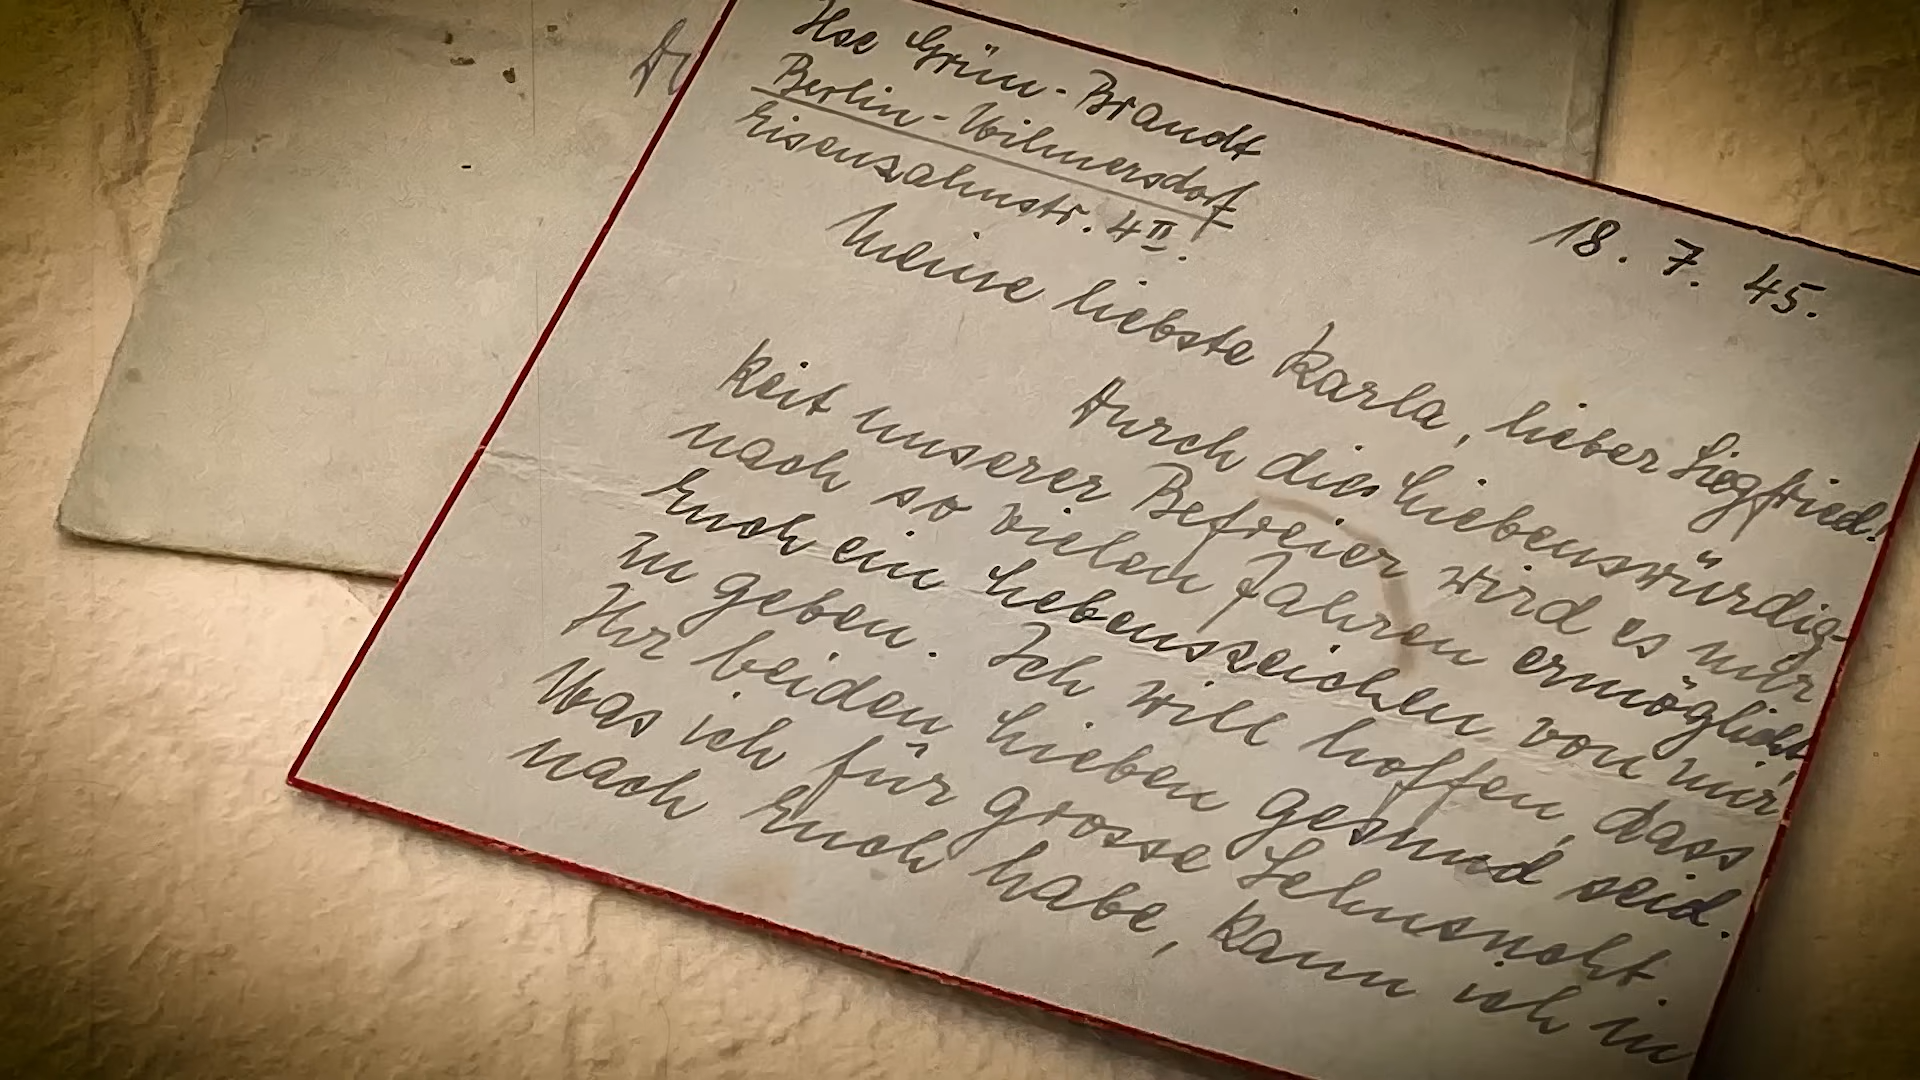 Ilse Grün-Brandt
Berlin-Wilmersdorf
Eisenzahnstr. 4II.
18. 7. 45.
Meine liebste Karla, lieber Siegfried!
Durch die Liebenswürdig-
keit unserer Befreier wird es mir
nach so vielen Jahren ermöglicht,
Euch ein Lebenszeichen von mir
zu geben. Ich will hoffen, dass
Ihr beiden Lieben gesund seid.
Was ich für grosse Sehnsucht
nach Euch habe, kann ich in